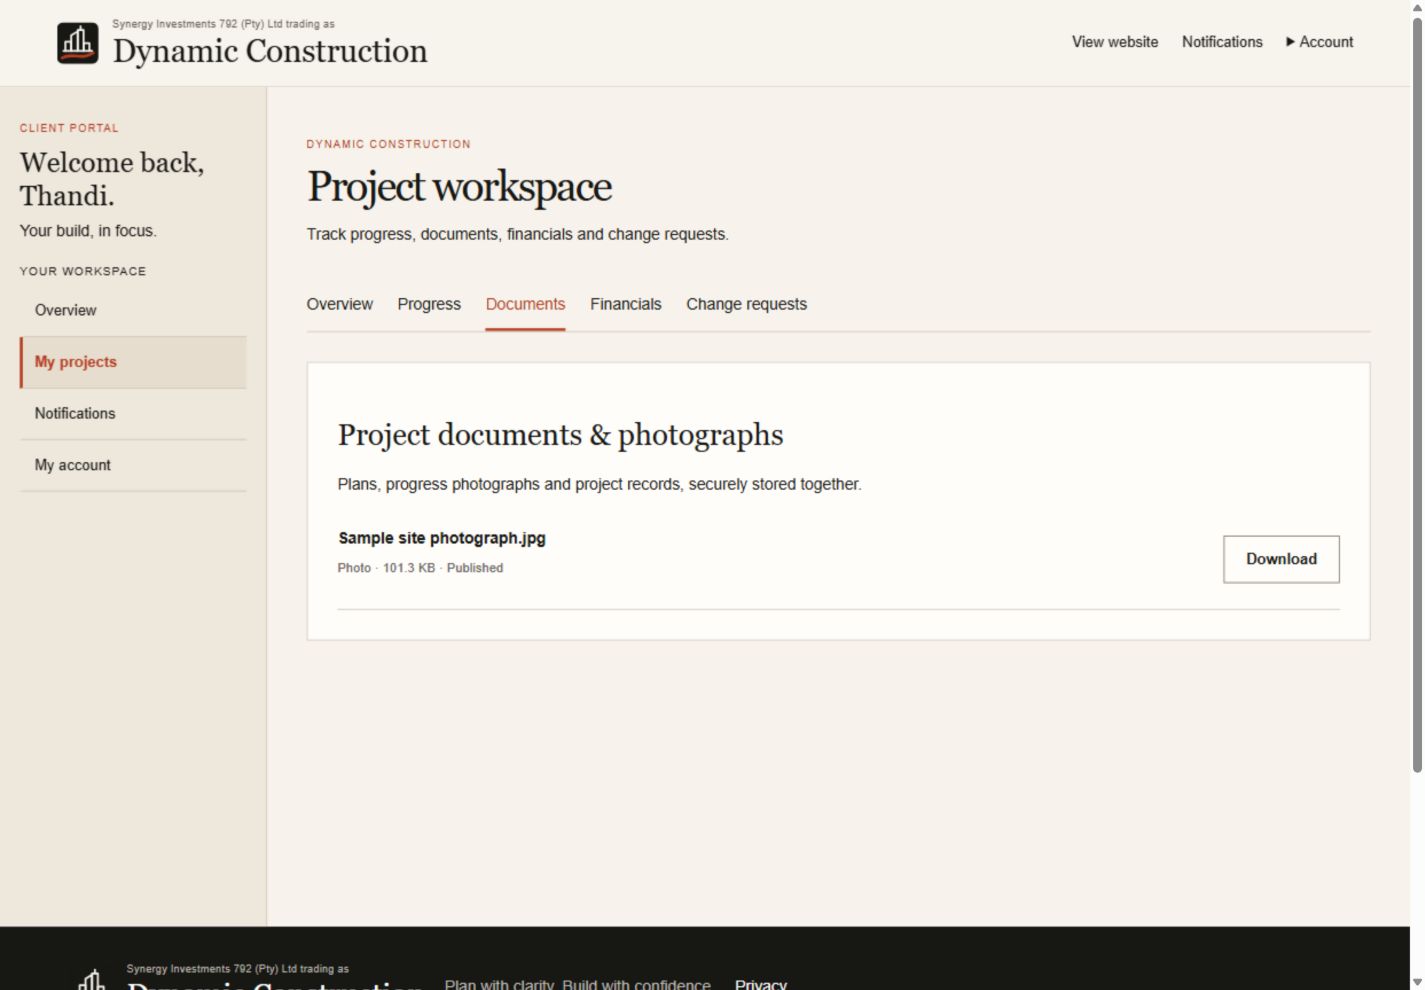 Synergy Investments 792 (Pty) Ltd trading as
Dynamic Construction
View website
Notifications
Account
CLIENT PORTAL
Welcome back,
Thandi.
Your build, in focus.
YOUR WORKSPACE
Overview
My projects
Notifications
My account
DYNAMIC CONSTRUCTION
Project workspace
Track progress, documents, financials and change requests.
Overview
Progress
Documents
Financials
Change requests
Project documents & photographs
Plans, progress photographs and project records, securely stored together.
Sample site photograph.jpg
Photo · 101.3 KB · Published
Download
Synergy Investments 792 (Pty) Ltd trading as
Dynamic Construction
Plan with clarity. Build with confidence.
Privacy